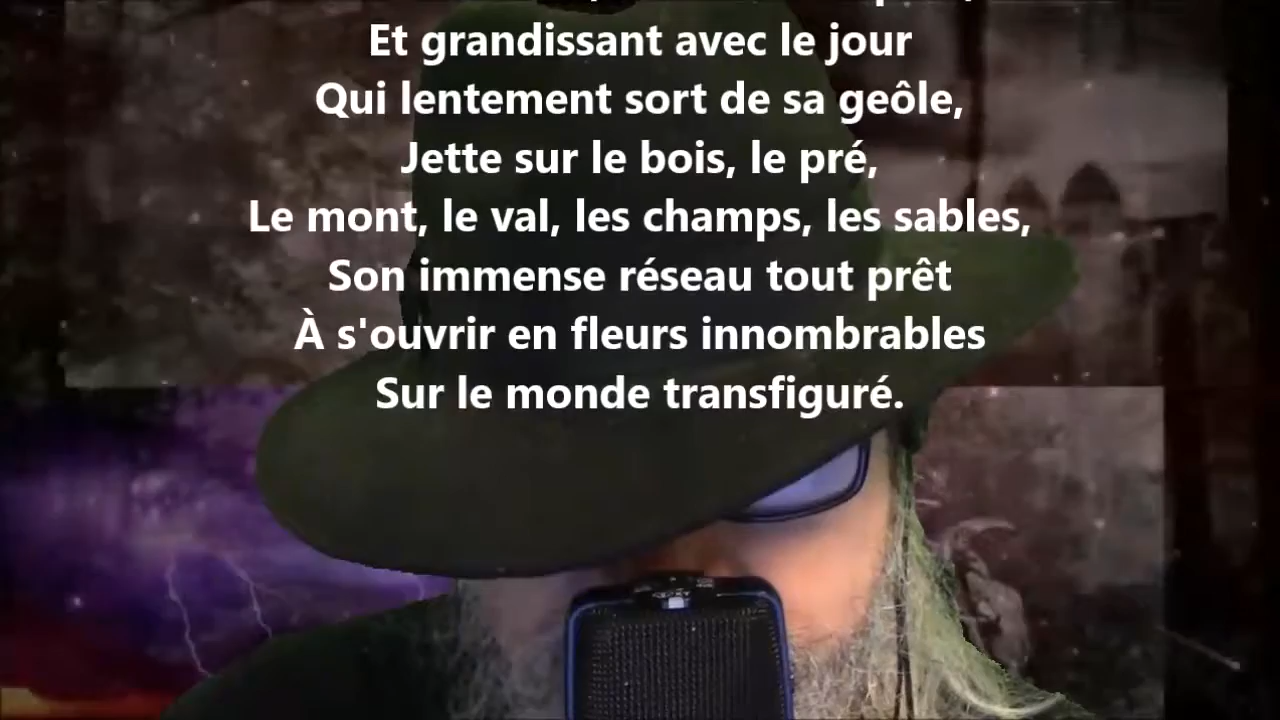 Et grandissant avec le jour
Qui lentement sort de sa geôle,
Jette sur le bois, le pré,
Le mont, le val, les champs, les sables,
Son immense réseau tout prêt
À s'ouvrir en fleurs innombrables
Sur le monde transfiguré.